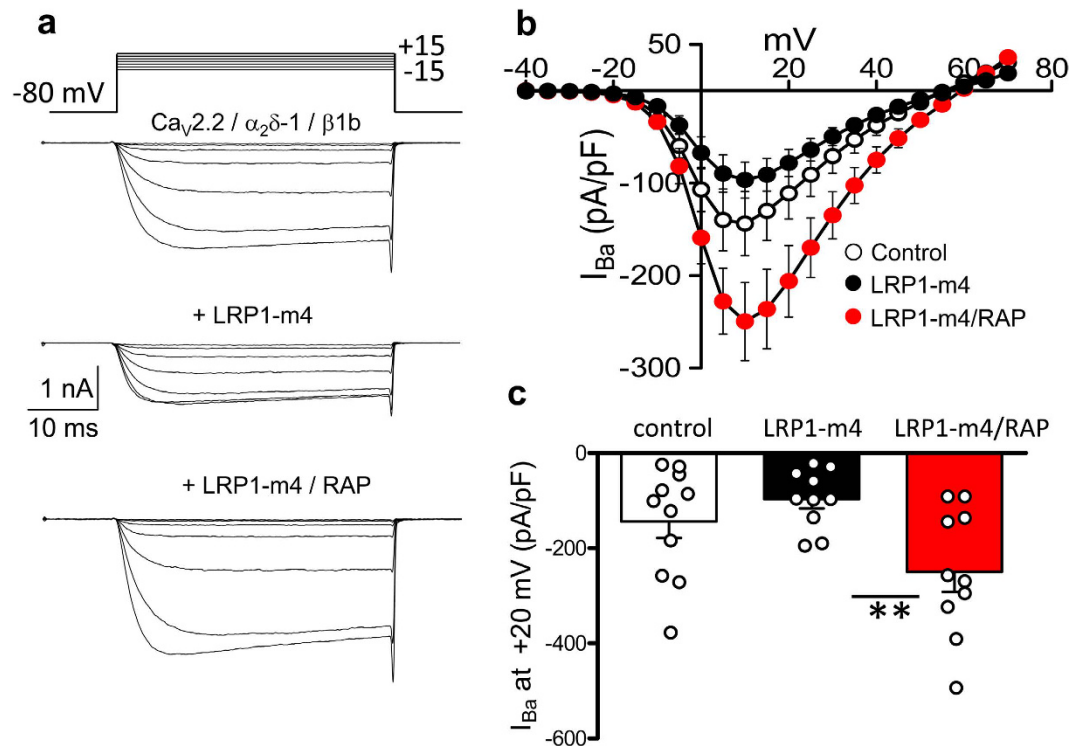 a
+15
-15
-80 mV
CaV2.2 / α2δ-1 / β1b
+ LRP1-m4
1 nA
10 ms
+ LRP1-m4 / RAP
b
mV
50
-40
-20
20
40
60
80
-100
-200
-300
IBa (pA/pF)
Control
LRP1-m4
LRP1-m4/RAP
c
control
LRP1-m4
LRP1-m4/RAP
0
-200
-400
-600
IBa at +20 mV (pA/pF)
**